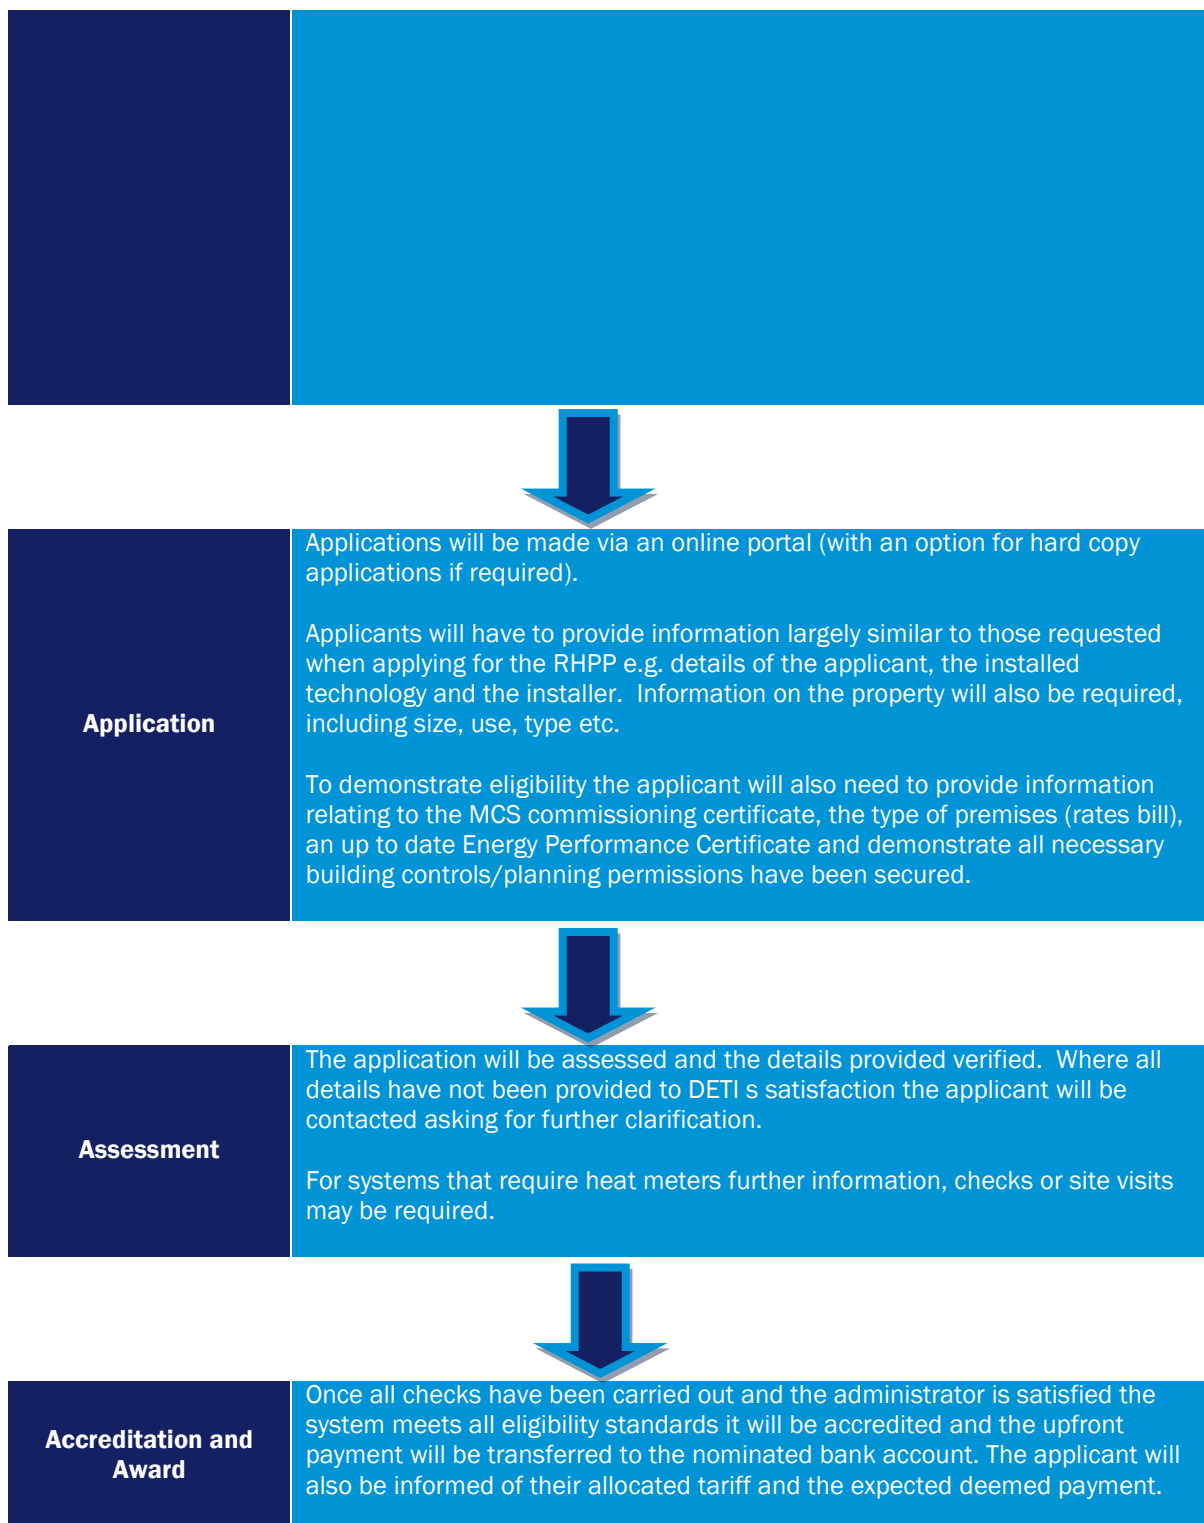 Application
Applications will be made via an online portal (with an option for hard copy
applications if required).
Applicants will have to provide information largely similar to those requested
when applying for the RHPP e.g. details of the applicant, the installed
technology and the installer.  Information on the property will also be required,
including size, use, type etc.
To demonstrate eligibility the applicant will also need to provide information
relating to the MCS commissioning certificate, the type of premises (rates bill),
an up to date Energy Performance Certificate and demonstrate all necessary
building controls/planning permissions have been secured.
Assessment
The application will be assessed and the details provided verified.  Where all
details have not been provided to DETI s satisfaction the applicant will be
contacted asking for further clarification.
For systems that require heat meters further information, checks or site visits
may be required.
Accreditation and
Award
Once all checks have been carried out and the administrator is satisfied the
system meets all eligibility standards it will be accredited and the upfront
payment will be transferred to the nominated bank account. The applicant will
also be informed of their allocated tariff and the expected deemed payment.